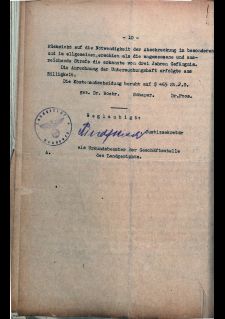 - 10 -
Rücksicht auf die Notwendigkeit der Abschreckung im besonderen
und im allgemeinen, erschien als die angemessene und aus-
reichende Strafe die erkannte von drei Jahren Gefängnis.
Die Anrechnung der Untersuchungshaft erfolgte aus
Billigkeit.
Die Kostenentscheidung beruht auf § 465 St.P.O.
gez. Dr. Roehr. Schaper. Dr.
Beglaubigt:
Justizsekretär
als Urkundsbeamter der Geschäftsstelle
des Landgerichts.